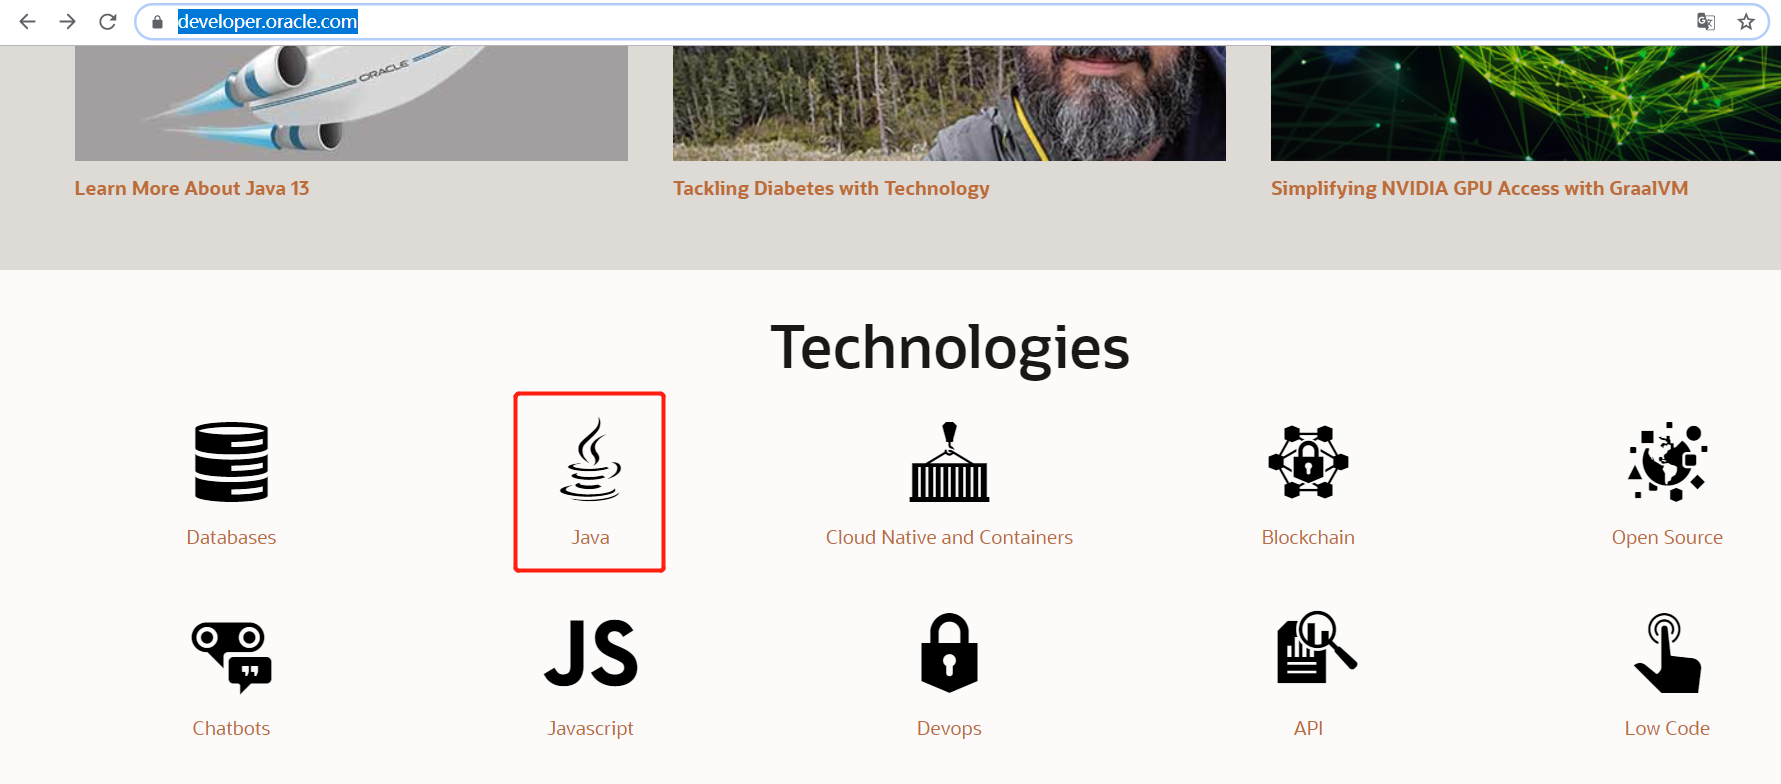 developer.oracle.com
ORACLE
Learn More About Java 13
Tackling Diabetes with Technology
Simplifying NVIDIA GPU Access with GraalVM
Technologies
Databases
Java
Cloud Native and Containers
Blockchain
Open Source
JS
Chatbots
Javascript
Devops
API
Low Code